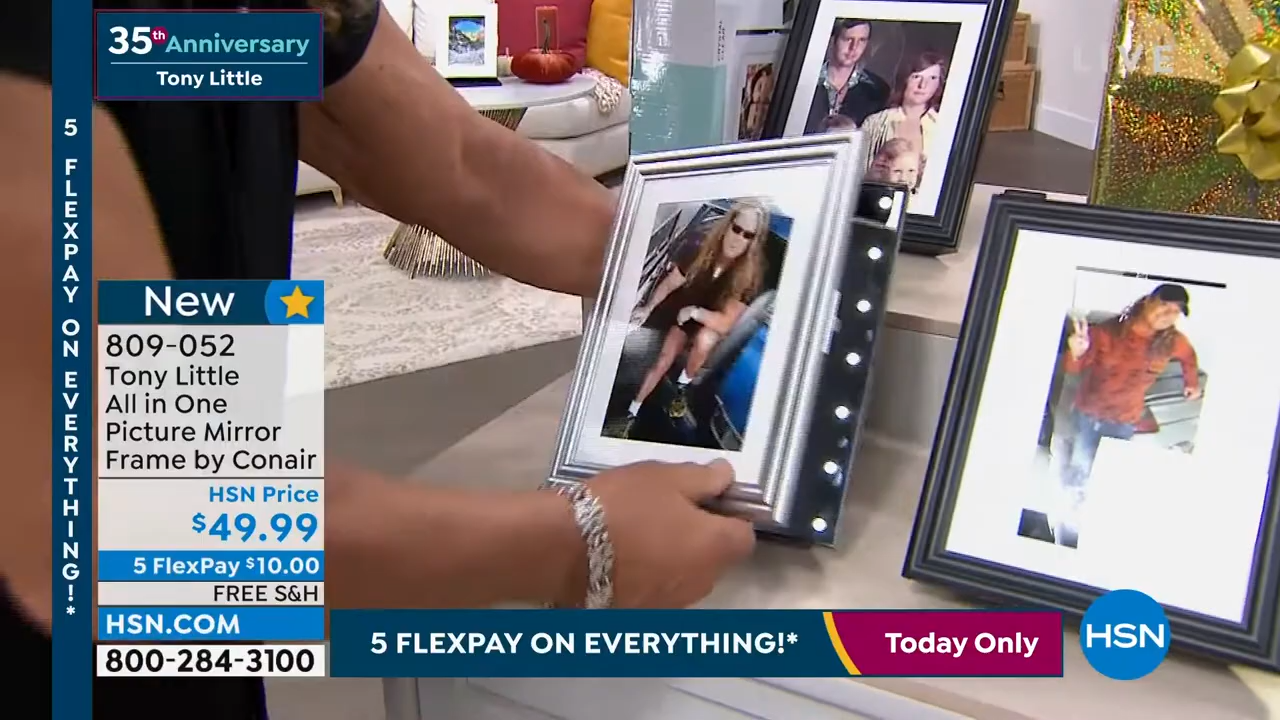 35th Anniversary
Tony Little
5 FLEXPAY ON EVERYTHING!*
New
809-052
Tony Little
All in One
Picture Mirror
Frame by Conair
HSN Price
$49.99
5 FlexPay $10.00
FREE S&H
HSN.COM
800-284-3100
5 FLEXPAY ON EVERYTHING!*
Today Only
HSN
LIVE